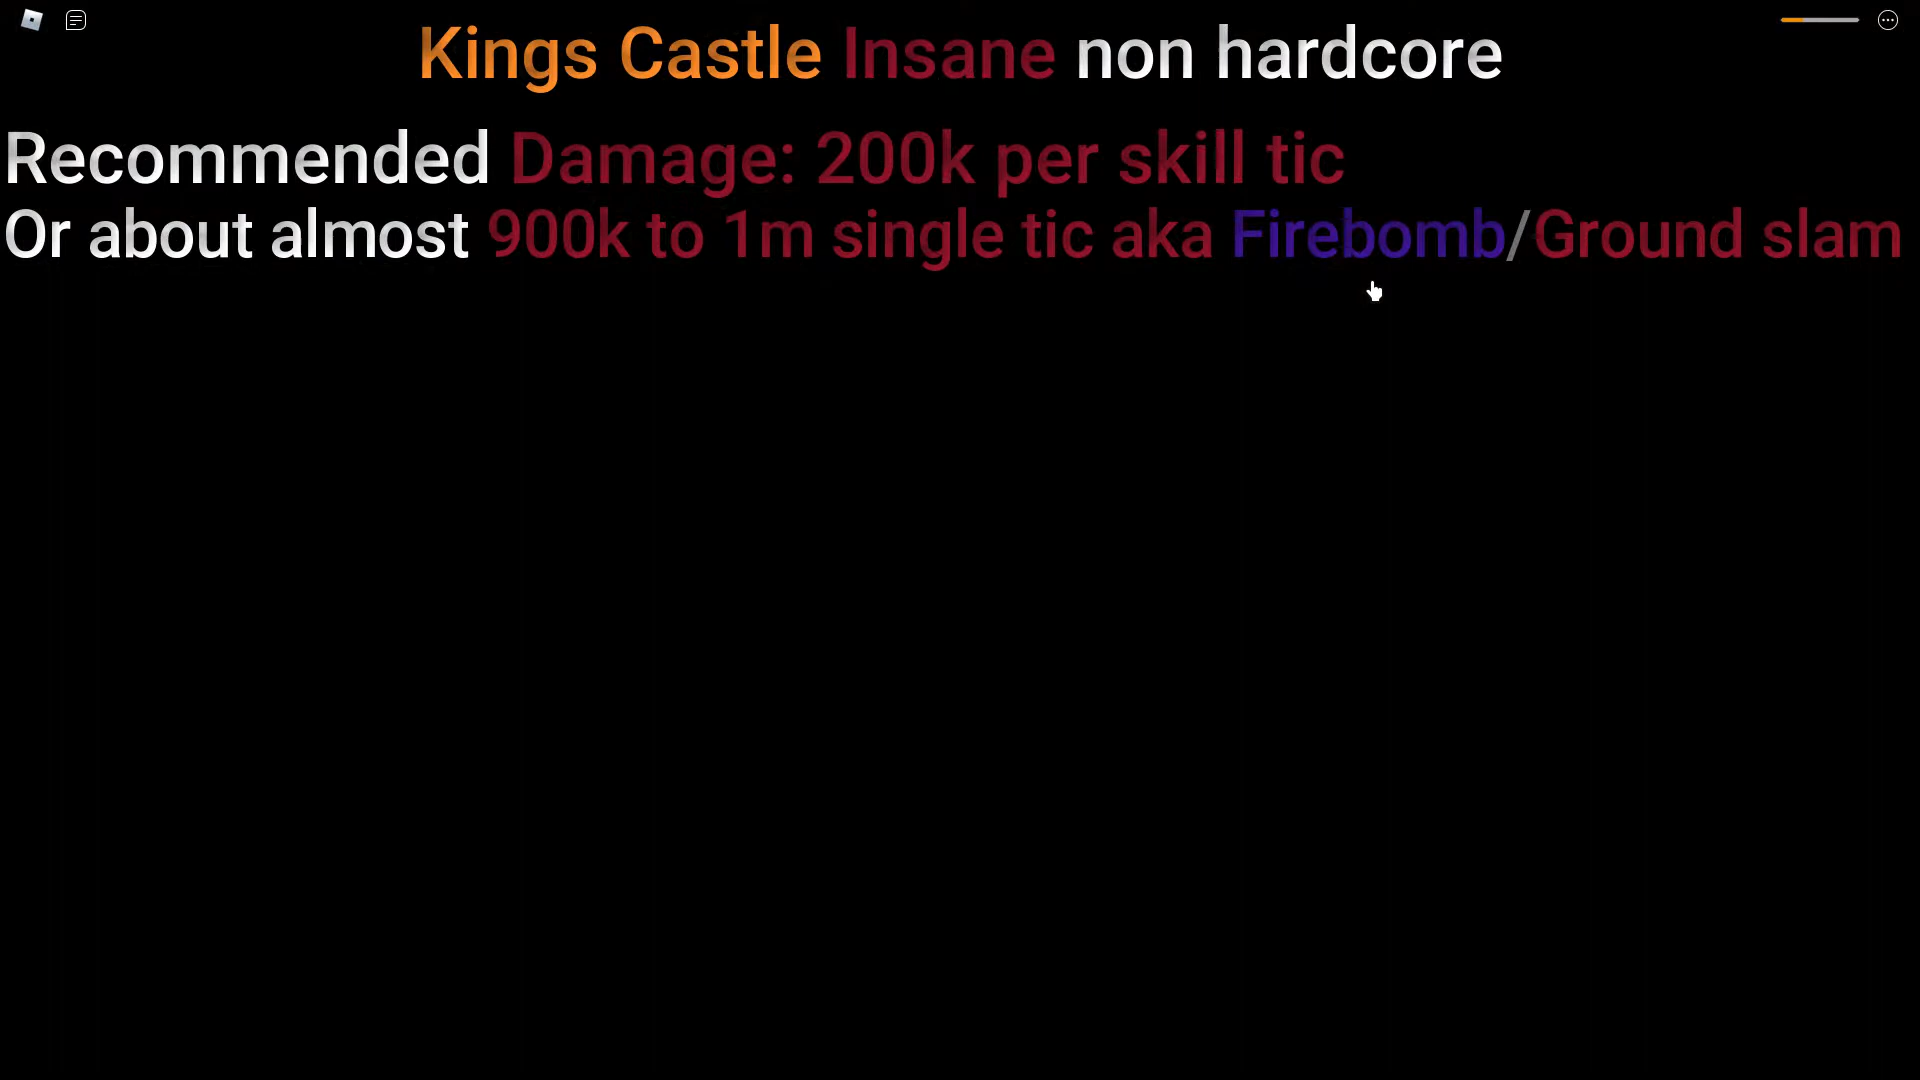 Kings Castle Insane non hardcore
Recommended Damage: 200k per skill tic
Or about almost 900k to 1m single tic aka Firebomb/Ground slam